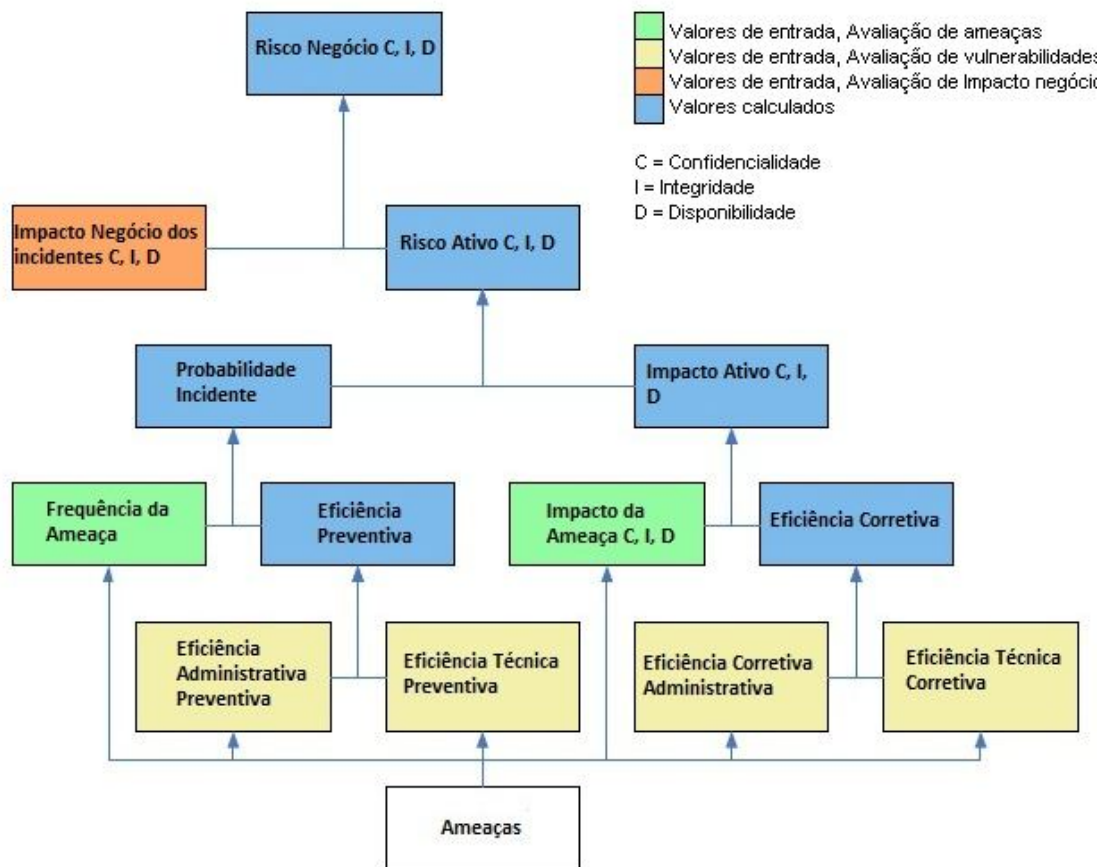 Risco Negócio C, I, D
Valores de entrada, Avaliação de ameaças
Valores de entrada, Avaliação de vulnerabilidades
Valores de entrada, Avaliação de Impacto negócio
Valores calculados
C = Confidencialidade
I = Integridade
D = Disponibilidade
Impacto Negócio dos
incidentes C, I, D
Risco Ativo C, I, D
Probabilidade
Incidente
Impacto Ativo C, I,
D
Frequência da
Ameaça
Eficiência
Preventiva
Impacto da
Ameaça C, I, D
Eficiência Corretiva
Eficiência
Administrativa
Preventiva
Eficiência Técnica
Preventiva
Eficiência Corretiva
Administrativa
Eficiência Técnica
Corretiva
Ameaças